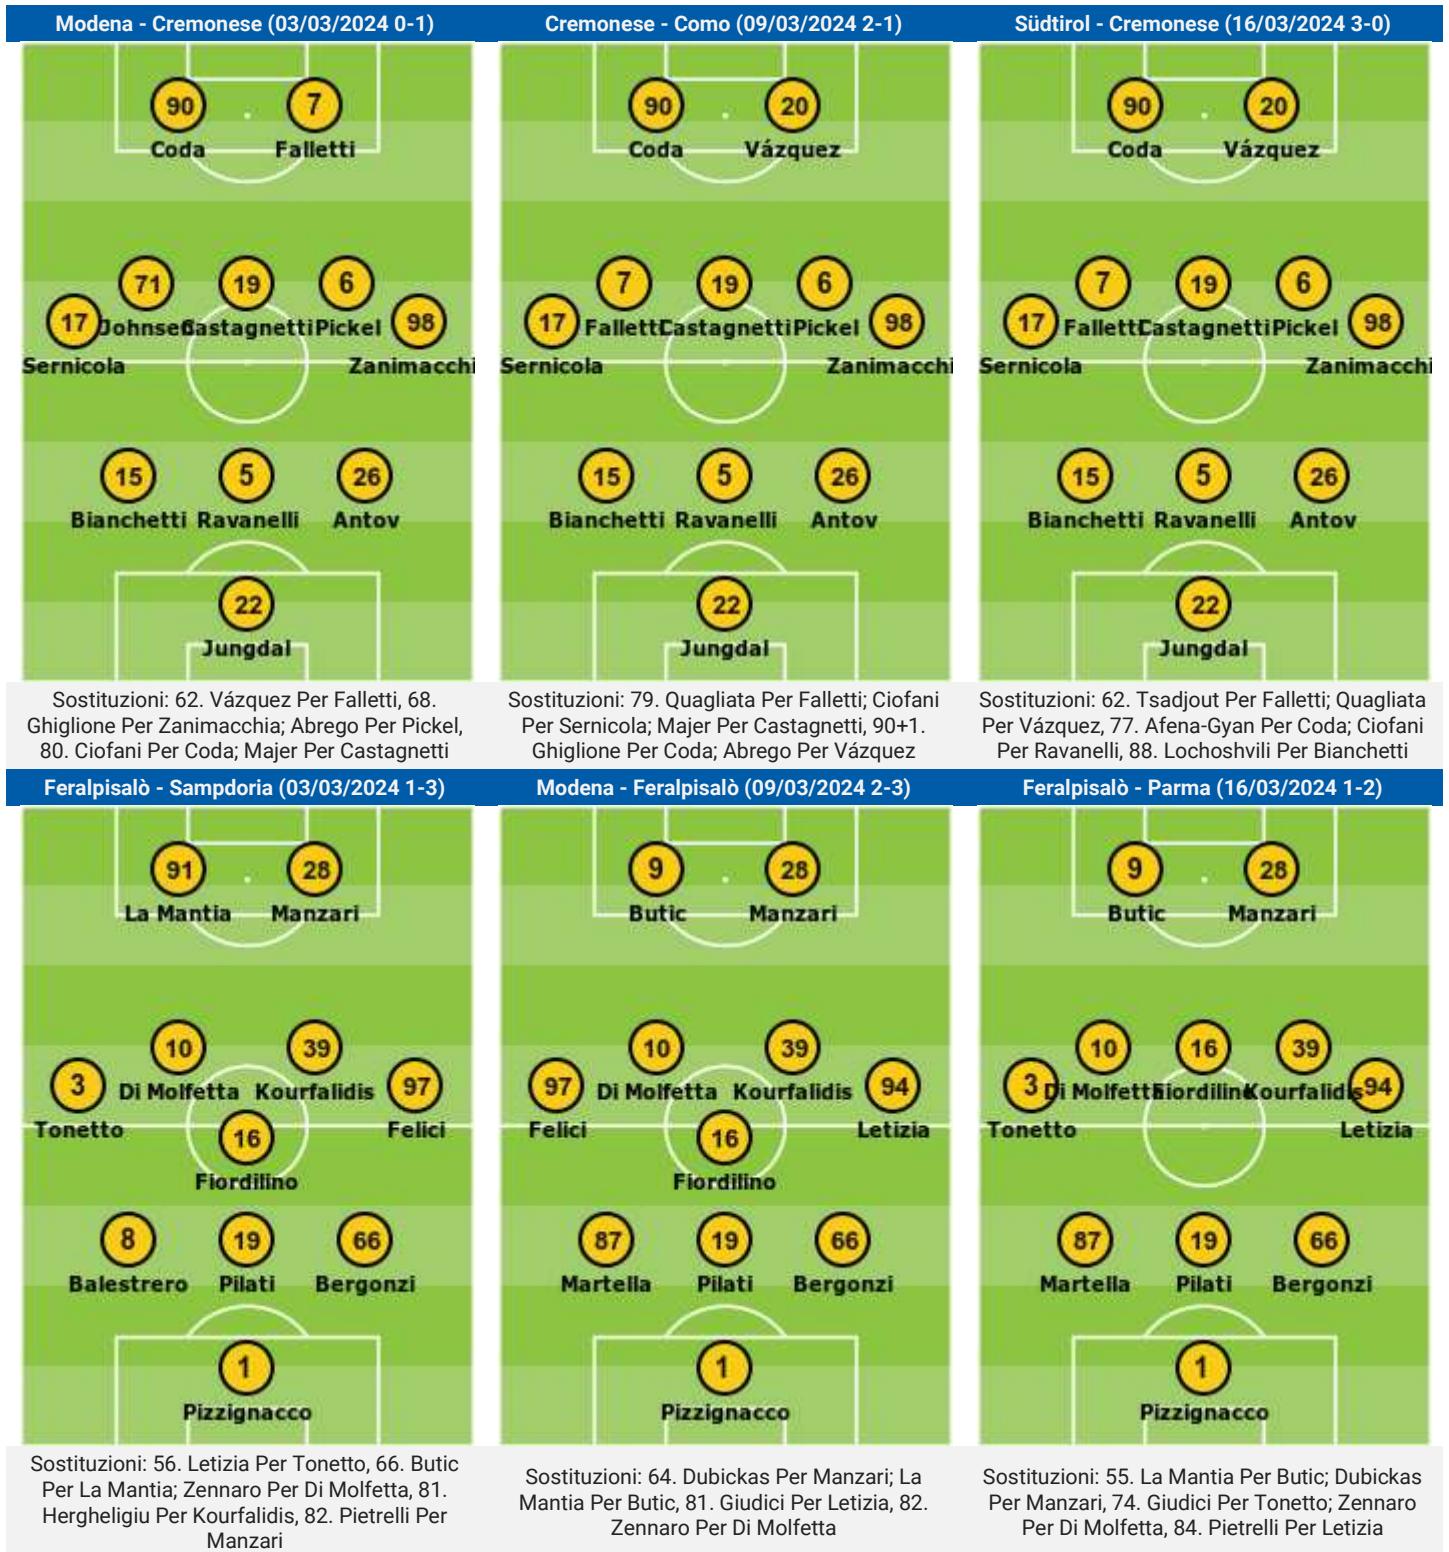 Modena - Cremonese (03/03/2024 0-1)
90
7
Coda
Falletti
71
19
6
17
Johnsen
Castagnetti
Pickel
98
Sernicola
Zanimacchi
15
5
26
Bianchetti
Ravanelli
Antov
22
Jungdal
Sostituzioni: 62. Vázquez Per Falletti, 68.
Ghiglione Per Zanimacchia; Abrego Per Pickel,
80. Ciofani Per Coda; Majer Per Castagnetti
Cremonese - Como (09/03/2024 2-1)
90
20
Coda
Vázquez
7
19
6
17
Falletti
Castagnetti
Pickel
98
Sernicola
Zanimacchi
15
5
26
Bianchetti
Ravanelli
Antov
22
Jungdal
Sostituzioni: 79. Quagliata Per Falletti; Ciofani
Per Sernicola; Majer Per Castagnetti, 90+1.
Ghiglione Per Coda; Abrego Per Vázquez
Südtirol - Cremonese (16/03/2024 3-0)
90
20
Coda
Vázquez
7
19
6
17
Falletti
Castagnetti
Pickel
98
Sernicola
Zanimacchi
15
5
26
Bianchetti
Ravanelli
Antov
22
Jungdal
Sostituzioni: 62. Tsadjout Per Falletti; Quagliata
Per Vázquez, 77. Afena-Gyan Per Coda; Ciofani
Per Ravanelli, 88. Lochoshvili Per Bianchetti
Feralpisalò - Sampdoria (03/03/2024 1-3)
91
28
La Mantia
Manzari
10
39
3
Di Molfetta
Kourfalidis
97
Tonetto
Felici
16
Fiordilino
8
19
66
Balestrero
Pilati
Bergonzi
1
Pizzignacco
Sostituzioni: 56. Letizia Per Tonetto, 66. Butic
Per La Mantia; Zennaro Per Di Molfetta, 81.
Hergheligiu Per Kourfalidis, 82. Pietrelli Per
Manzari
Modena - Feralpisalò (09/03/2024 2-3)
9
28
Butic
Manzari
10
39
97
Di Molfetta
Kourfalidis
94
Felici
Letizia
16
Fiordilino
87
19
66
Martella
Pilati
Bergonzi
1
Pizzignacco
Sostituzioni: 64. Dubickas Per Manzari; La
Mantia Per Butic, 81. Giudici Per Letizia, 82.
Zennaro Per Di Molfetta
Feralpisalò - Parma (16/03/2024 1-2)
9
28
Butic
Manzari
10
16
39
3
Di Molfetta
Fiordilino
Kourfalidis
94
Tonetto
Letizia
87
19
66
Martella
Pilati
Bergonzi
1
Pizzignacco
Sostituzioni: 55. La Mantia Per Butic; Dubickas
Per Manzari, 74. Giudici Per Tonetto; Zennaro
Per Di Molfetta, 84. Pietrelli Per Letizia